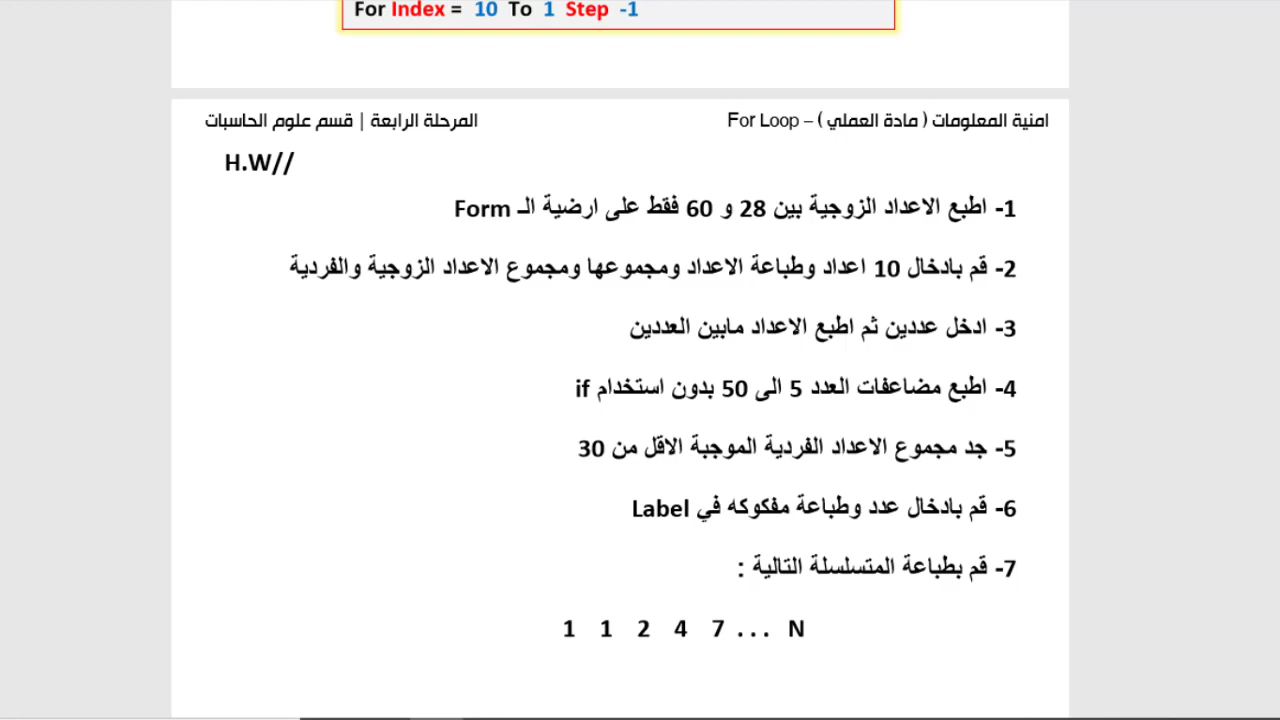 For Index = 10 To 1 Step -1
امنية المعلومات ( مادة العملي ) – For Loop
المرحلة الرابعة | قسم علوم الحاسبات
H.W//
1- اطبع الاعداد الزوجية بين 28 و 60 فقط على ارضية الـ Form
2- قم بادخال 10 اعداد وطباعة الاعداد ومجموعها ومجموع الاعداد الزوجية والفردية
3- ادخل عددين ثم اطبع الاعداد مابين العددين
4- اطبع مضاعفات العدد 5 الى 50 بدون استخدام if
5- جد مجموع الاعداد الفردية الموجبة الاقل من 30
6- قم بادخال عدد وطباعة مفكوكه في Label
7- قم بطباعة المتسلسلة التالية :
1 1 2 4 7 . . . N